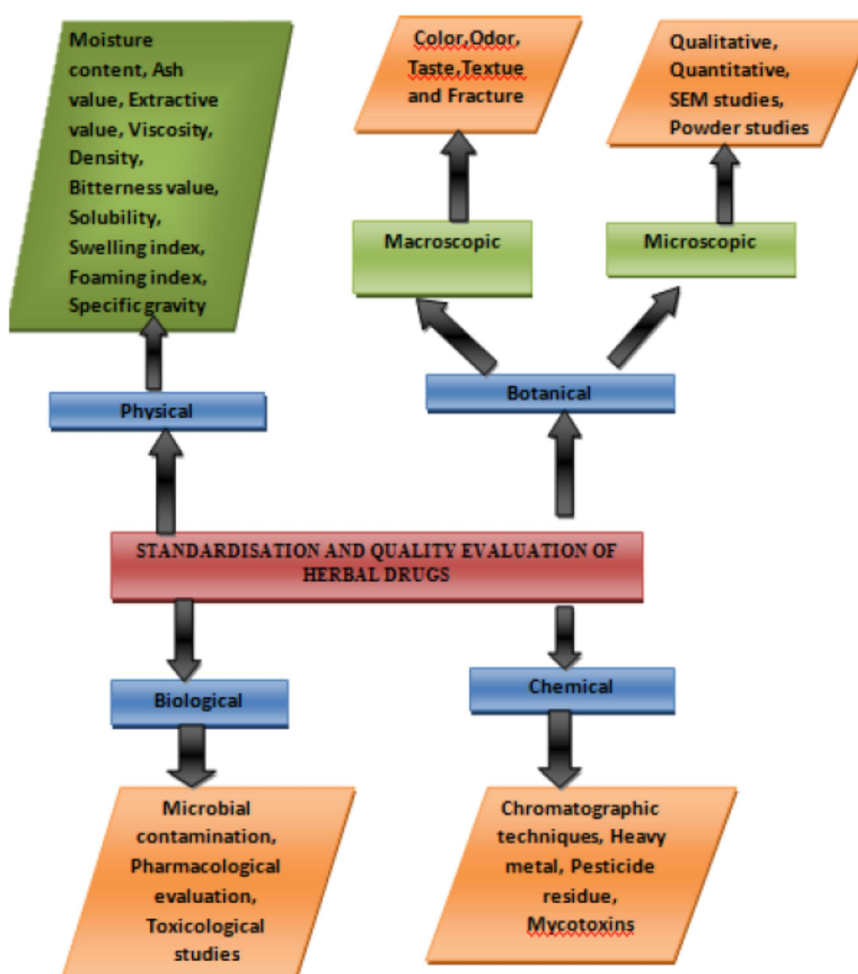 Moisture
content, Ash
value, Extractive
value, Viscosity,
Density,
Bitterness value,
Solubility,
Swelling index,
Foaming index,
Specific gravity
Color,Odor,
Taste,Textue
and Fracture
Qualitative,
Quantitative,
SEM studies,
Powder studies
Macroscopic
Microscopic
Physical
Botanical
STANDARDISATION AND QUALITY EVALUATION OF
HERBAL DRUGS
Biological
Chemical
Microbial
contamination,
Pharmacological
evaluation,
Toxicological
studies
Chromatographic
techniques, Heavy
metal, Pesticide
residue,
Mycotoxins